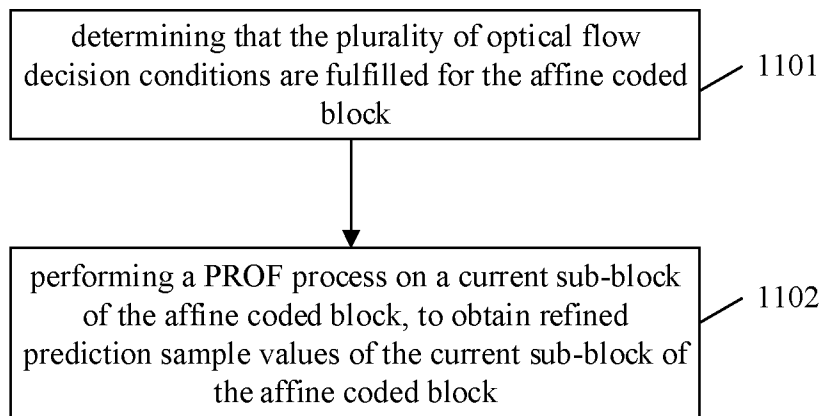 determining that the plurality of optical flow
decision conditions are fulfilled for the affine coded
block
1101
performing a PROF process on a current sub-block
of the affine coded block, to obtain refined
prediction sample values of the current sub-block of
the affine coded block
1102